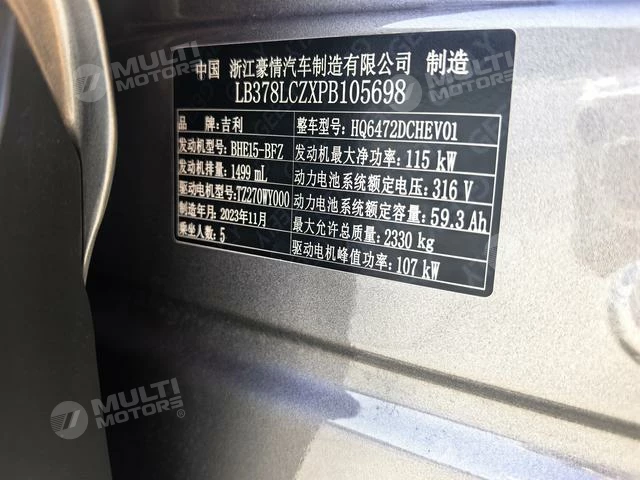 中国 浙江豪情汽车制造有限公司 制造
LB378LCZXPB105698
品 牌:吉利 整车型号:HQ6472DCHEV01
发动机型号:BHE15-BFZ 发动机最大净功率:115 kW
发动机排量:1499 mL 动力电池系统额定电压:316 V
驱动电机型号:TZ270WY000 动力电池系统额定容量:59.3 Ah
制造年月:2023年11月 最大允许总质量:2330 kg
乘坐人数:5 驱动电机峰值功率:107 kW
MULTI MOTORS
MULTI MOTORS
MULTI MOTORS
MULTI MOTORS